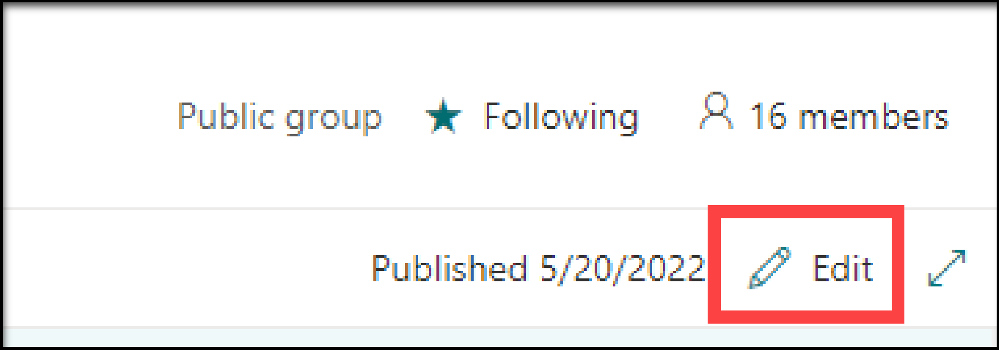 Public group Following 16 members
Published 5/20/2022 Edit